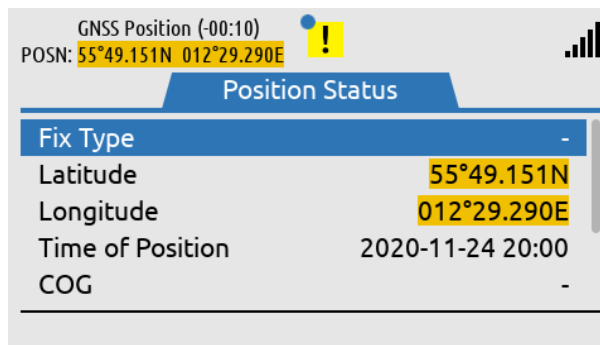 GNSS Position (-00:10)
POSN: 55°49.151N 012°29.290E
!
Position Status
Fix Type -
Latitude 55°49.151N
Longitude 012°29.290E
Time of Position 2020-11-24 20:00
COG -